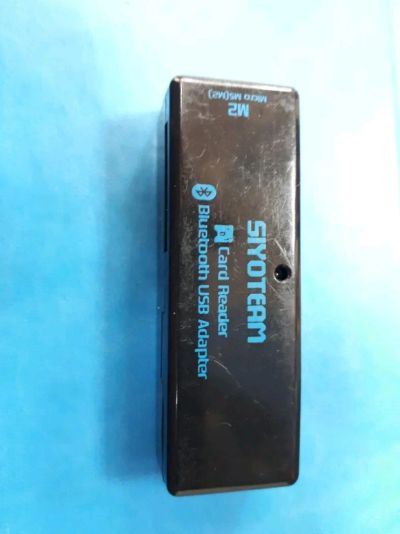 M2
Micro MS(M2)
SIYOTEAM
Card Reader
Bluetooth USB Adapter